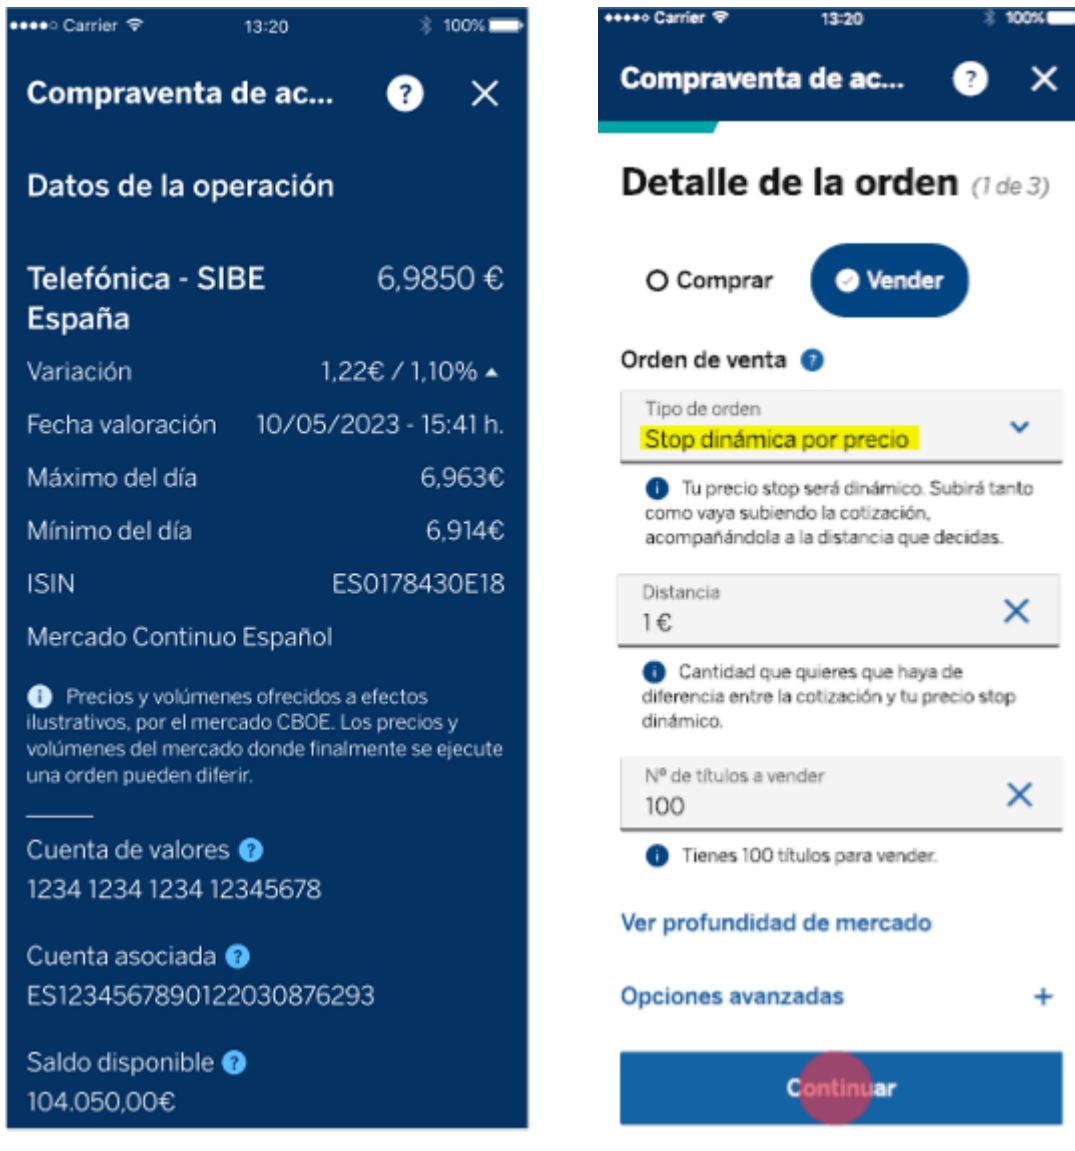 Carrier
13:20
100%
Compraventa de ac...
?
Datos de la operación
Telefónica - SIBE
España
6,9850 €
Variación
1,22€ / 1,10%
Fecha valoración
10/05/2023 - 15:41 h.
Máximo del día
6,963€
Mínimo del día
6,914€
ISIN
ES0178430E18
Mercado Continuo Español
i Precios y volúmenes ofrecidos a efectos
ilustrativos, por el mercado CBOE. Los precios y
volúmenes del mercado donde finalmente se ejecute
una orden pueden diferir.
Cuenta de valores ?
1234 1234 1234 12345678
Cuenta asociada ?
ES1234567890122030876293
Saldo disponible ?
104.050,00€
Carrier
13:20
100%
Compraventa de ac...
?
Detalle de la orden (1 de 3)
Comprar
Vender
Orden de venta ?
Tipo de orden
Stop dinámica por precio
i Tu precio stop será dinámico. Subirá tanto
como vaya subiendo la cotización,
acompañándola a la distancia que decidas.
Distancia
1 €
i Cantidad que quieres que haya de
diferencia entre la cotización y tu precio stop
dinámico.
Nº de títulos a vender
100
i Tienes 100 títulos para vender.
Ver profundidad de mercado
Opciones avanzadas +
Continuar